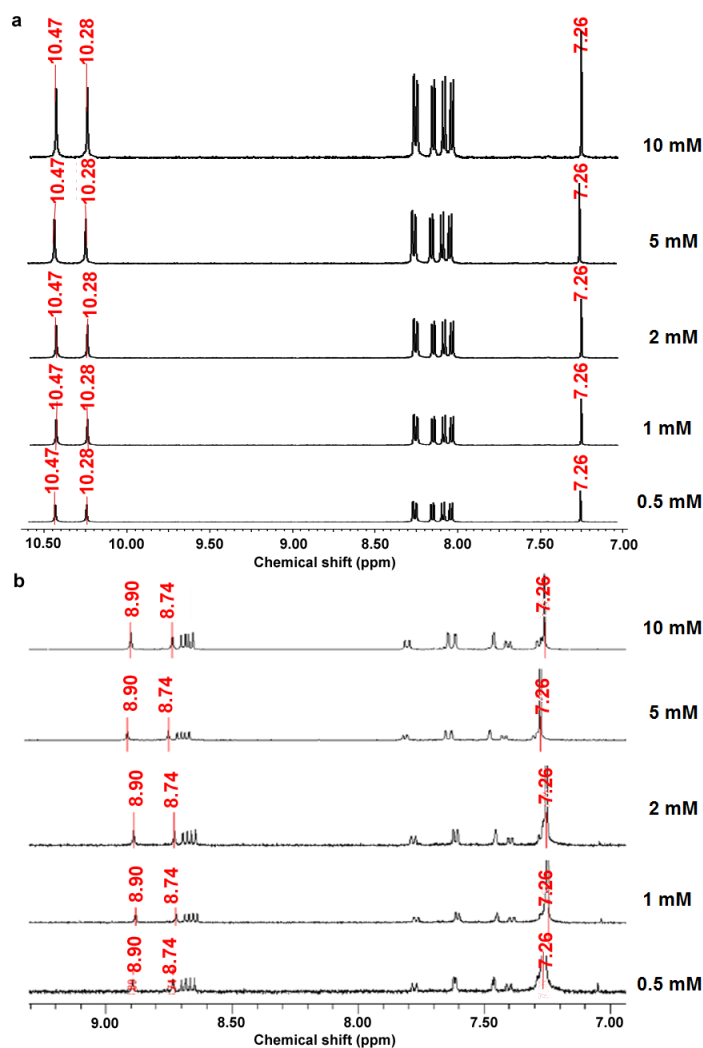 a
10.47 10.28 7.26
10 mM
10.47 10.28 7.26
5 mM
10.47 10.28 7.26
2 mM
10.47 10.28 7.26
1 mM
10.47 10.28 7.26
0.5 mM
10.50 10.00 9.50 9.00 8.50 8.00 7.50 7.00
Chemical shift (ppm)
b
8.90 8.74 7.26
10 mM
8.90 8.74 7.26
5 mM
8.90 8.74 7.26
2 mM
8.90 8.74 7.26
1 mM
8.90 8.74 7.26
0.5 mM
9.00 8.50 8.00 7.50 7.00
Chemical shift (ppm)